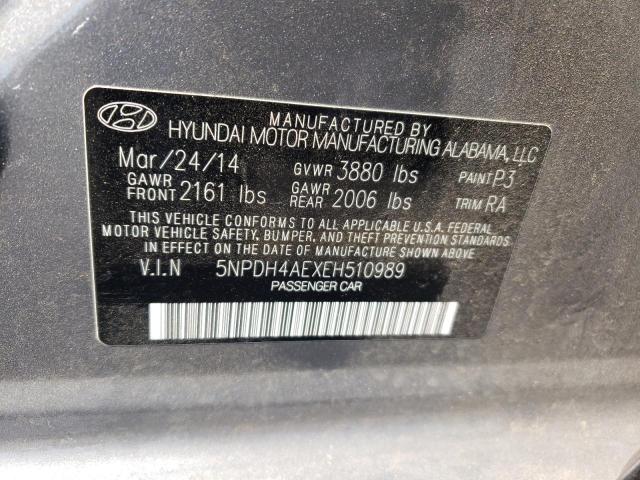 MANUFACTURED BY
HYUNDAI MOTOR MANUFACTURING ALABAMA, LLC
Mar/24/14 GVWR 3880 lbs PAINT P3
GAWR FRONT 2161 lbs GAWR REAR 2006 lbs TRIM RA
THIS VEHICLE CONFORMS TO ALL APPLICABLE U.S.A. FEDERAL
MOTOR VEHICLE SAFETY, BUMPER, AND THEFT PREVENTION STANDARDS
IN EFFECT ON THE DATE OF MANUFACTURE SHOWN ABOVE.
V.I.N 5NPDH4AEXEH510989
PASSENGER CAR